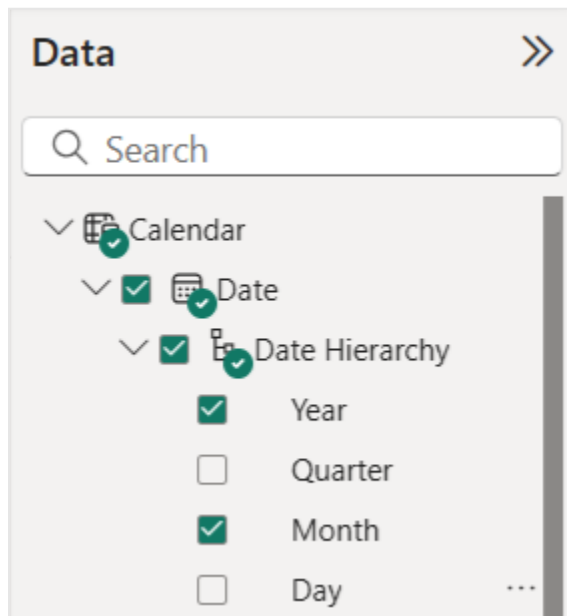 Data
Search
Calendar
Date
Date Hierarchy
Year
Quarter
Month
Day